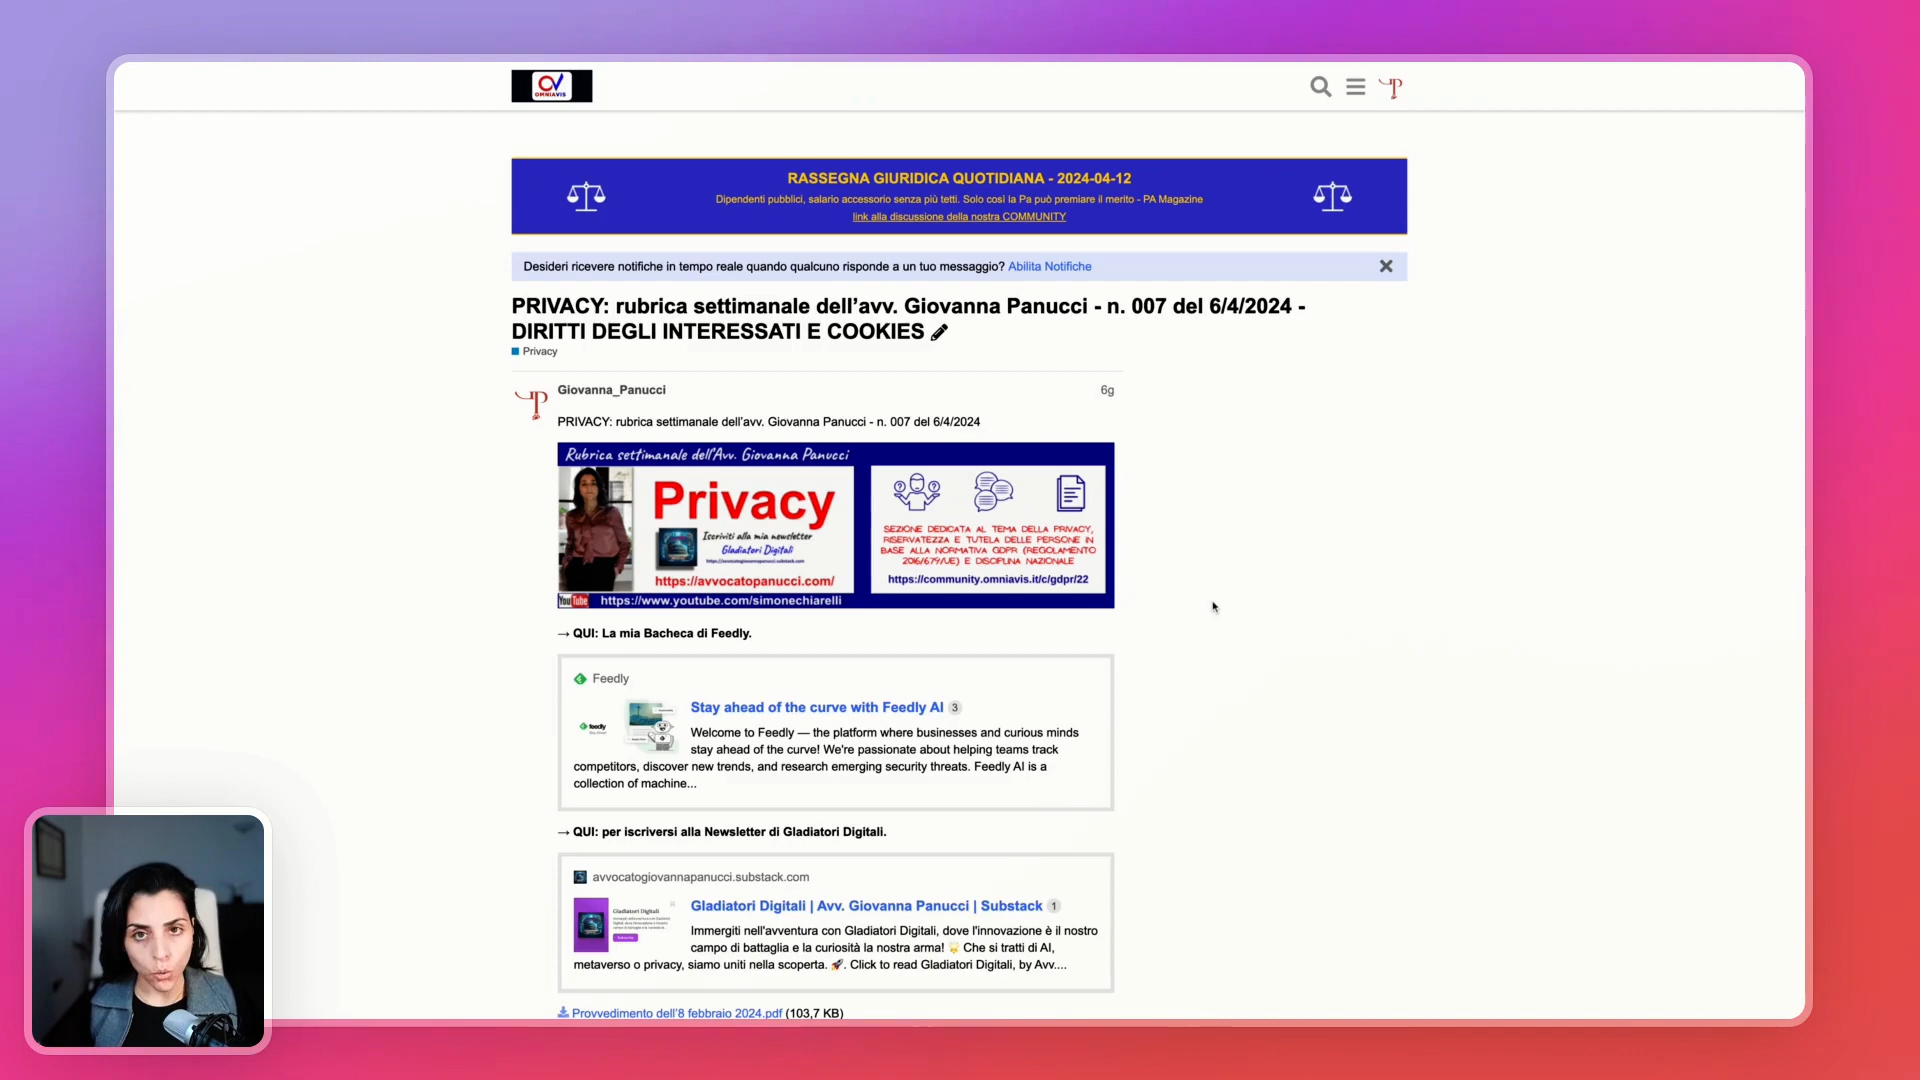 OV
OMNIAVIS
RASSEGNA GIURIDICA QUOTIDIANA - 2024-04-12
Dipendenti pubblici, salario accessorio senza più tetti. Solo così la Pa può premiare il merito - PA Magazine
link alla discussione della nostra COMMUNITY
Desideri ricevere notifiche in tempo reale quando qualcuno risponde a un tuo messaggio? Abilita Notifiche
PRIVACY: rubrica settimanale dell’avv. Giovanna Panucci - n. 007 del 6/4/2024 -
DIRITTI DEGLI INTERESSATI E COOKIES
Privacy
Giovanna_Panucci 6g
PRIVACY: rubrica settimanale dell’avv. Giovanna Panucci - n. 007 del 6/4/2024
Rubrica settimanale dell'Avv. Giovanna Panucci
Privacy
Iscriviti alla mia newsletter
Gladiatori Digitali
https://avvocatogiovannapanucci.substack.com
https://avvocatopanucci.com/
SEZIONE DEDICATA AL TEMA DELLA PRIVACY,
RISERVATEZZA E TUTELA DELLE PERSONE IN
BASE ALLA NORMATIVA GDPR (REGOLAMENTO
2016/679/UE) E DISCIPLINA NAZIONALE
https://community.omniavis.it/c/gdpr/22
YouTube https://www.youtube.com/simonechiarelli
→ QUI: La mia Bacheca di Feedly.
Feedly
feedly
Stay ahead of the curve with Feedly AI 3
Welcome to Feedly — the platform where businesses and curious minds
stay ahead of the curve! We're passionate about helping teams track
competitors, discover new trends, and research emerging security threats. Feedly AI is a
collection of machine...
→ QUI: per iscriversi alla Newsletter di Gladiatori Digitali.
avvocatogiovannapanucci.substack.com
Gladiatori Digitali
Gladiatori Digitali | Avv. Giovanna Panucci | Substack 1
Immergiti nell'avventura con Gladiatori Digitali, dove l'innovazione è il nostro
campo di battaglia e la curiosità la nostra arma! 💡 Che si tratti di AI,
metaverso o privacy, siamo uniti nella scoperta. 🚀. Click to read Gladiatori Digitali, by Avv....
Provvedimento dell’8 febbraio 2024.pdf (103,7 KB)